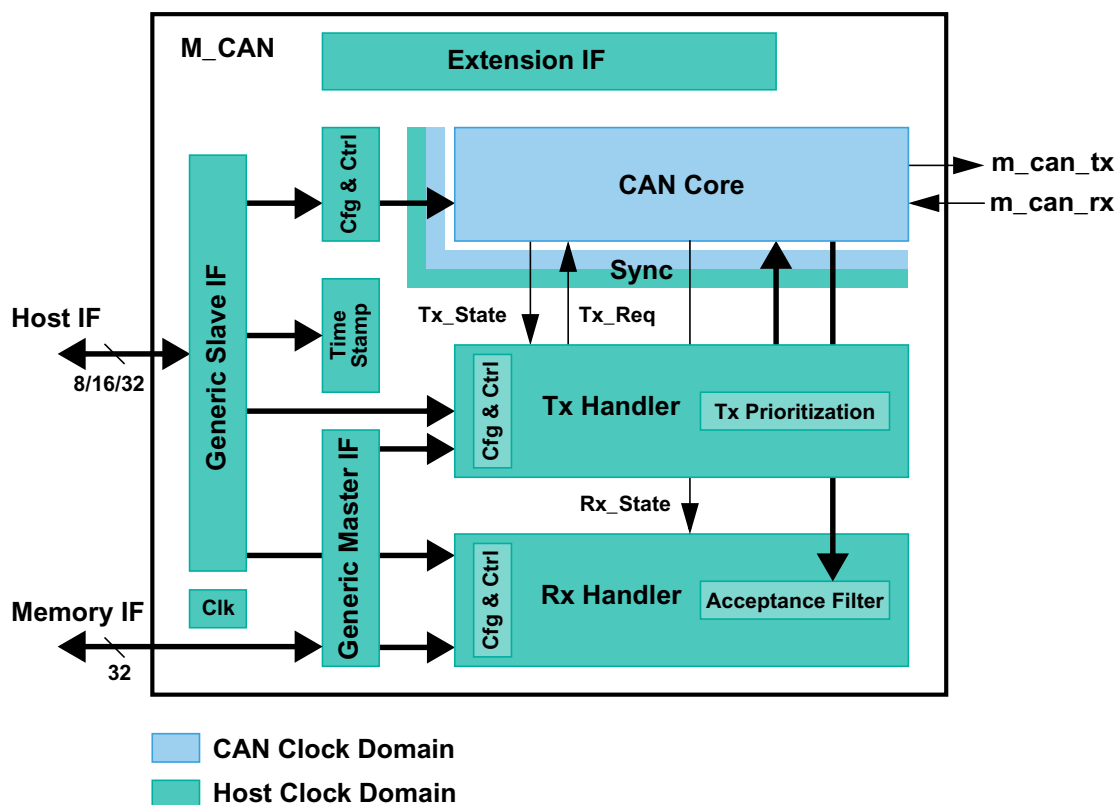 M_CAN
Extension IF
Cfg & Ctrl
CAN Core
m_can_tx
m_can_rx
Sync
Generic Slave IF
Time
Stamp
Tx_State
Tx_Req
Host IF
8/16/32
Cfg & Ctrl
Tx Handler
Tx Prioritization
Generic Master IF
Rx_State
Cfg & Ctrl
Rx Handler
Acceptance Filter
Clk
Memory IF
32
CAN Clock Domain
Host Clock Domain